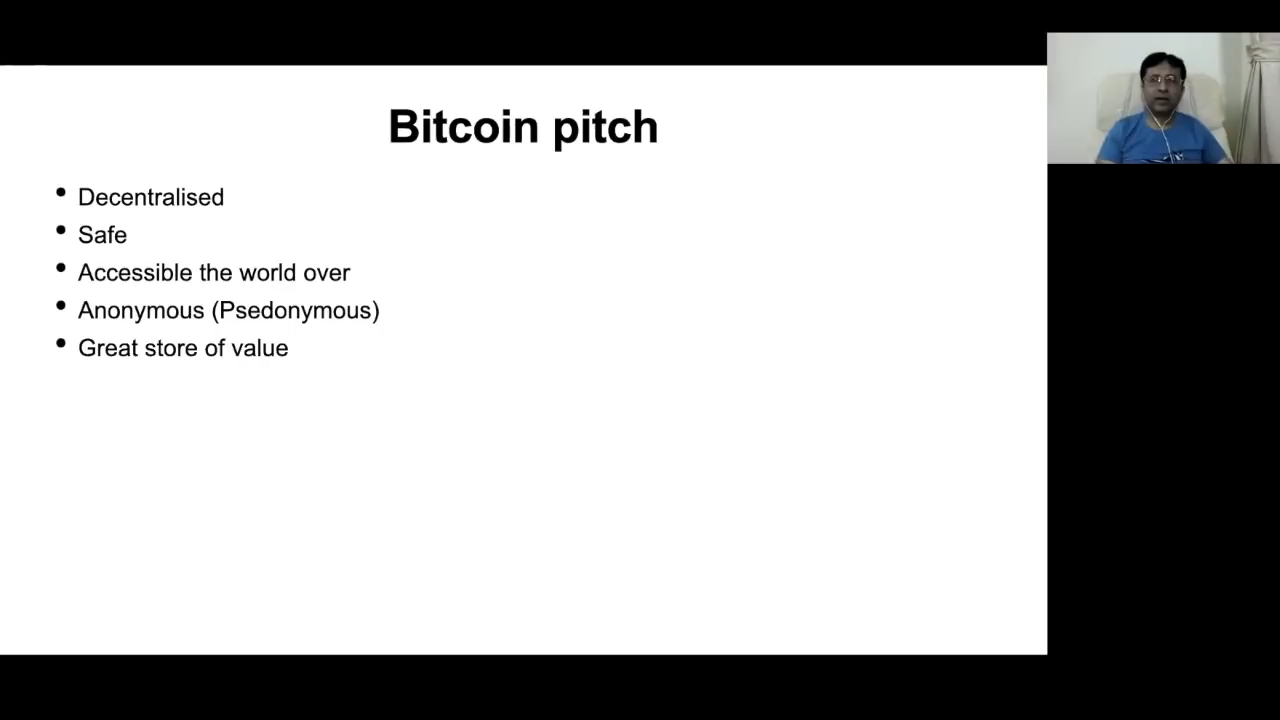 Bitcoin pitch
• Decentralised
• Safe
• Accessible the world over
• Anonymous (Psedonymous)
• Great store of value